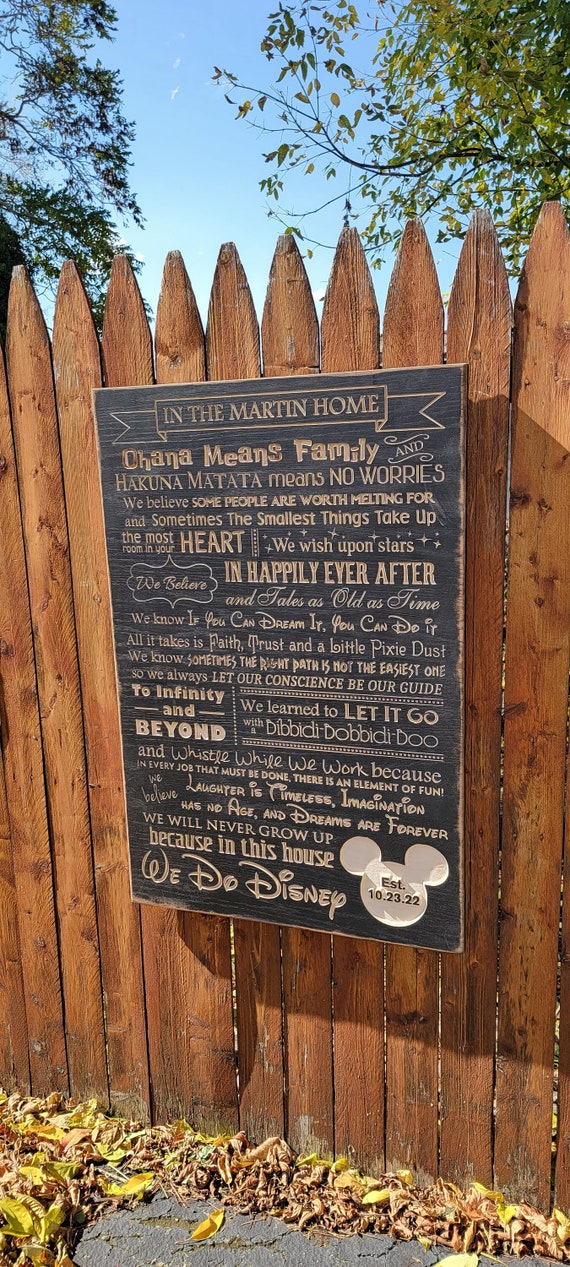 IN THE MARTIN HOME
Ohana Means Family AND
HAKUNA MATATA means NO WORRIES
We believe SOME PEOPLE ARE WORTH MELTING FOR
and Sometimes The Smallest Things Take Up
the most
room in your HEART
We wish upon stars
We Believe
IN HAPPILY EVER AFTER
and Tales as Old as Time
We know If You Can Dream It, You Can Do it
All it takes is Faith, Trust and a Little Pixie Dust
We know SOMETIMES THE RIGHT PATH IS NOT THE EASIEST ONE
so we always LET OUR CONSCIENCE BE OUR GUIDE
To Infinity
and
BEYOND
We learned to LET IT GO
with a Bibbidi-Bobbidi-Boo
and Whistle While We Work because
IN EVERY JOB THAT MUST BE DONE, THERE IS AN ELEMENT OF FUN!
we believe Laughter is Timeless, Imagination
has no Age, and Dreams are Forever
WE WILL NEVER GROW UP
because in this house
We Do Disney
Est.
10.23.22